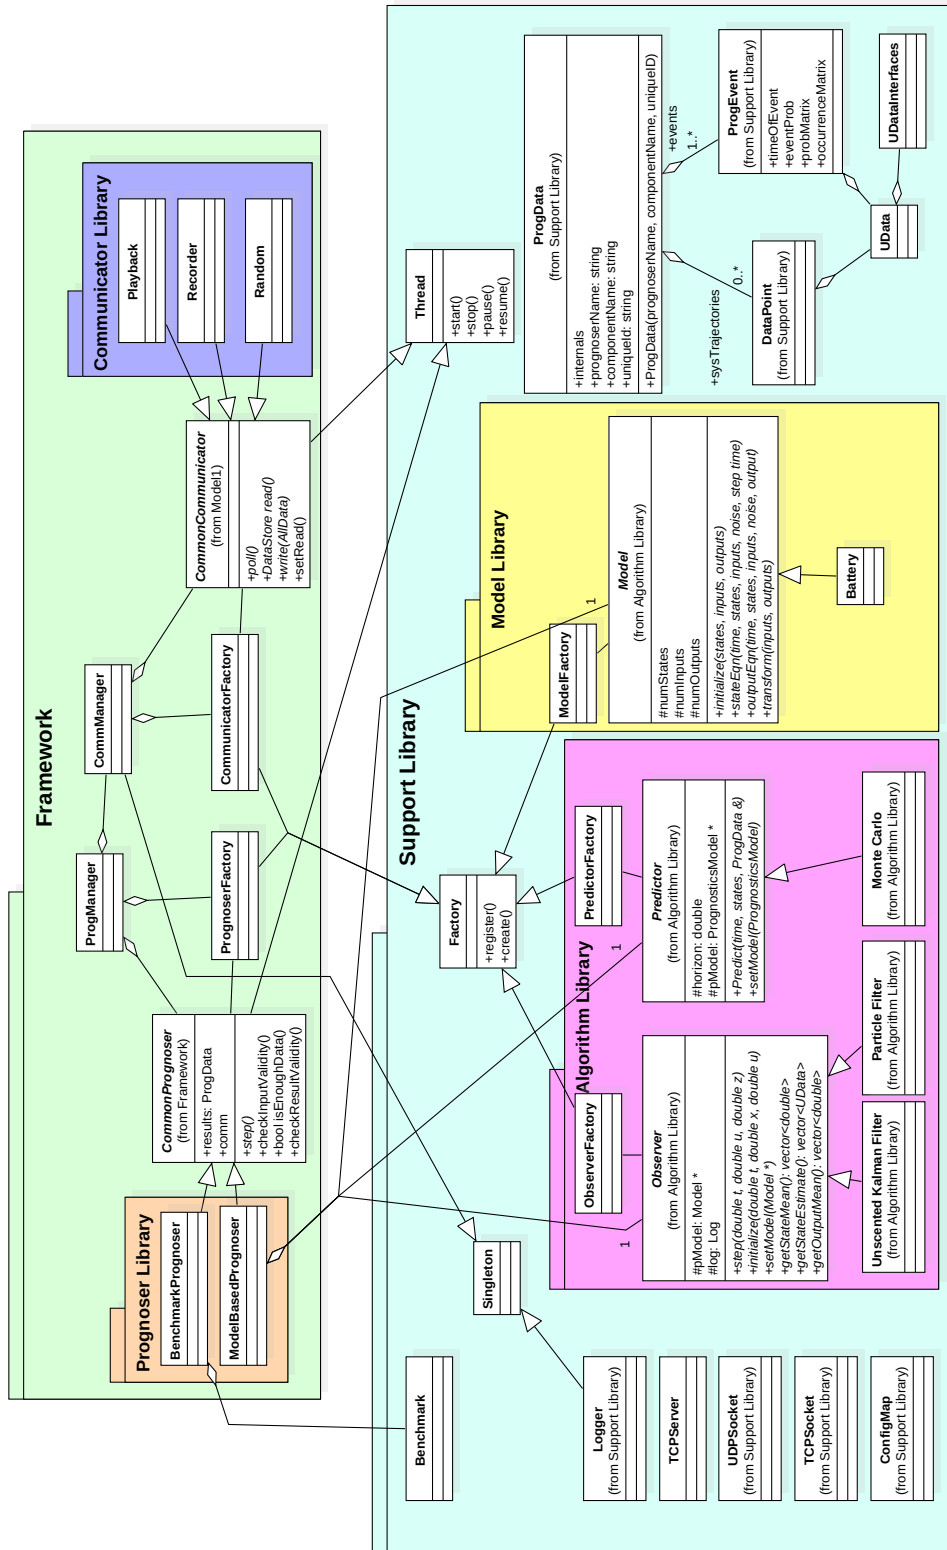 Framework
Prognoser Library
BenchmarkPrognoser
ModelBasedPrognoser
CommonPrognoser
(from Framework)
+results: ProgData
+comm
+step()
+checkInputValidity()
+bool isEnoughData()
+checkResultValidity()
ProgManager
PrognoserFactory
CommManager
CommunicatorFactory
CommonCommunicator
(from Model1)
+poll()
+DataStore read()
+write(AllData)
+setRead()
Communicator Library
Playback
Recorder
Random
Support Library
Benchmark
Singleton
Logger
(from Support Library)
TCPServer
UDPSocket
(from Support Library)
TCPSocket
(from Support Library)
ConfigMap
(from Support Library)
Factory
+register()
+create()
Thread
+start()
+stop()
+pause()
+resume()
Algorithm Library
ObserverFactory
1
Observer
(from Algorithm Library)
#pModel: Model *
#log: Log
+step(double t, double u, double z)
+initialize(double t, double x, double u)
+setModel(Model *)
+getStateMean(): vector<double>
+getStateEstimate(): vector<UData>
+getOutputMean(): vector<double>
Unscented Kalman Filter
(from Algorithm Library)
Particle Filter
(from Algorithm Library)
PredictorFactory
1
Predictor
(from Algorithm Library)
#horizon: double
#pModel: PrognosticsModel *
+Predict(time, states, ProgData &)
+setModel(PrognosticsModel)
Monte Carlo
(from Algorithm Library)
Model Library
ModelFactory
1
Model
(from Algorithm Library)
#numStates
#numInputs
#numOutputs
+initialize(states, inputs, outputs)
+stateEqn(time, states, inputs, noise, step time)
+outputEqn(time, states, inputs, noise, output)
+transform(inputs, outputs)
Battery
ProgData
(from Support Library)
+internals
+prognoserName: string
+componentName: string
+uniqueId: string
+ProgData(prognoserName, componentName, uniqueID)
+sysTrajectories
0..*
+events
1..*
DataPoint
(from Support Library)
ProgEvent
(from Support Library)
+timeOfEvent
+eventProb
+probMatrix
+occurrenceMatrix
UData
UDataInterfaces